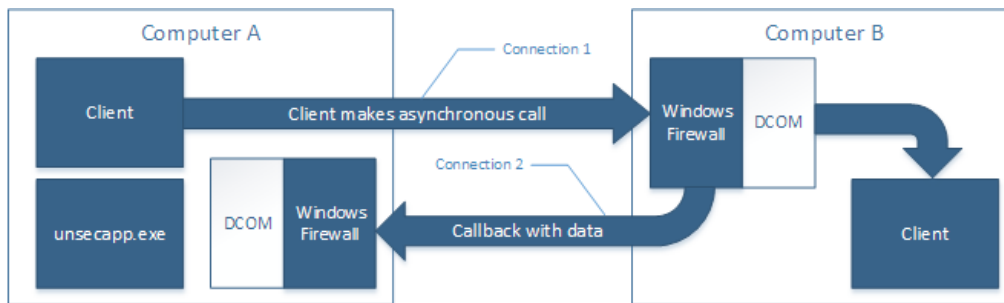 Computer A
Computer B
Connection 1
Client
Client makes asynchronous call
Windows
Firewall
DCOM
Connection 2
unsecapp.exe
DCOM
Windows
Firewall
Callback with data
Client